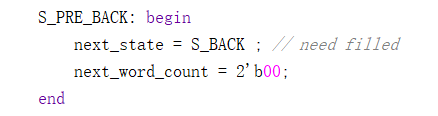 S_PRE_BACK: begin
    next_state = S_BACK ; // need filled
    next_word_count = 2'b00;
end